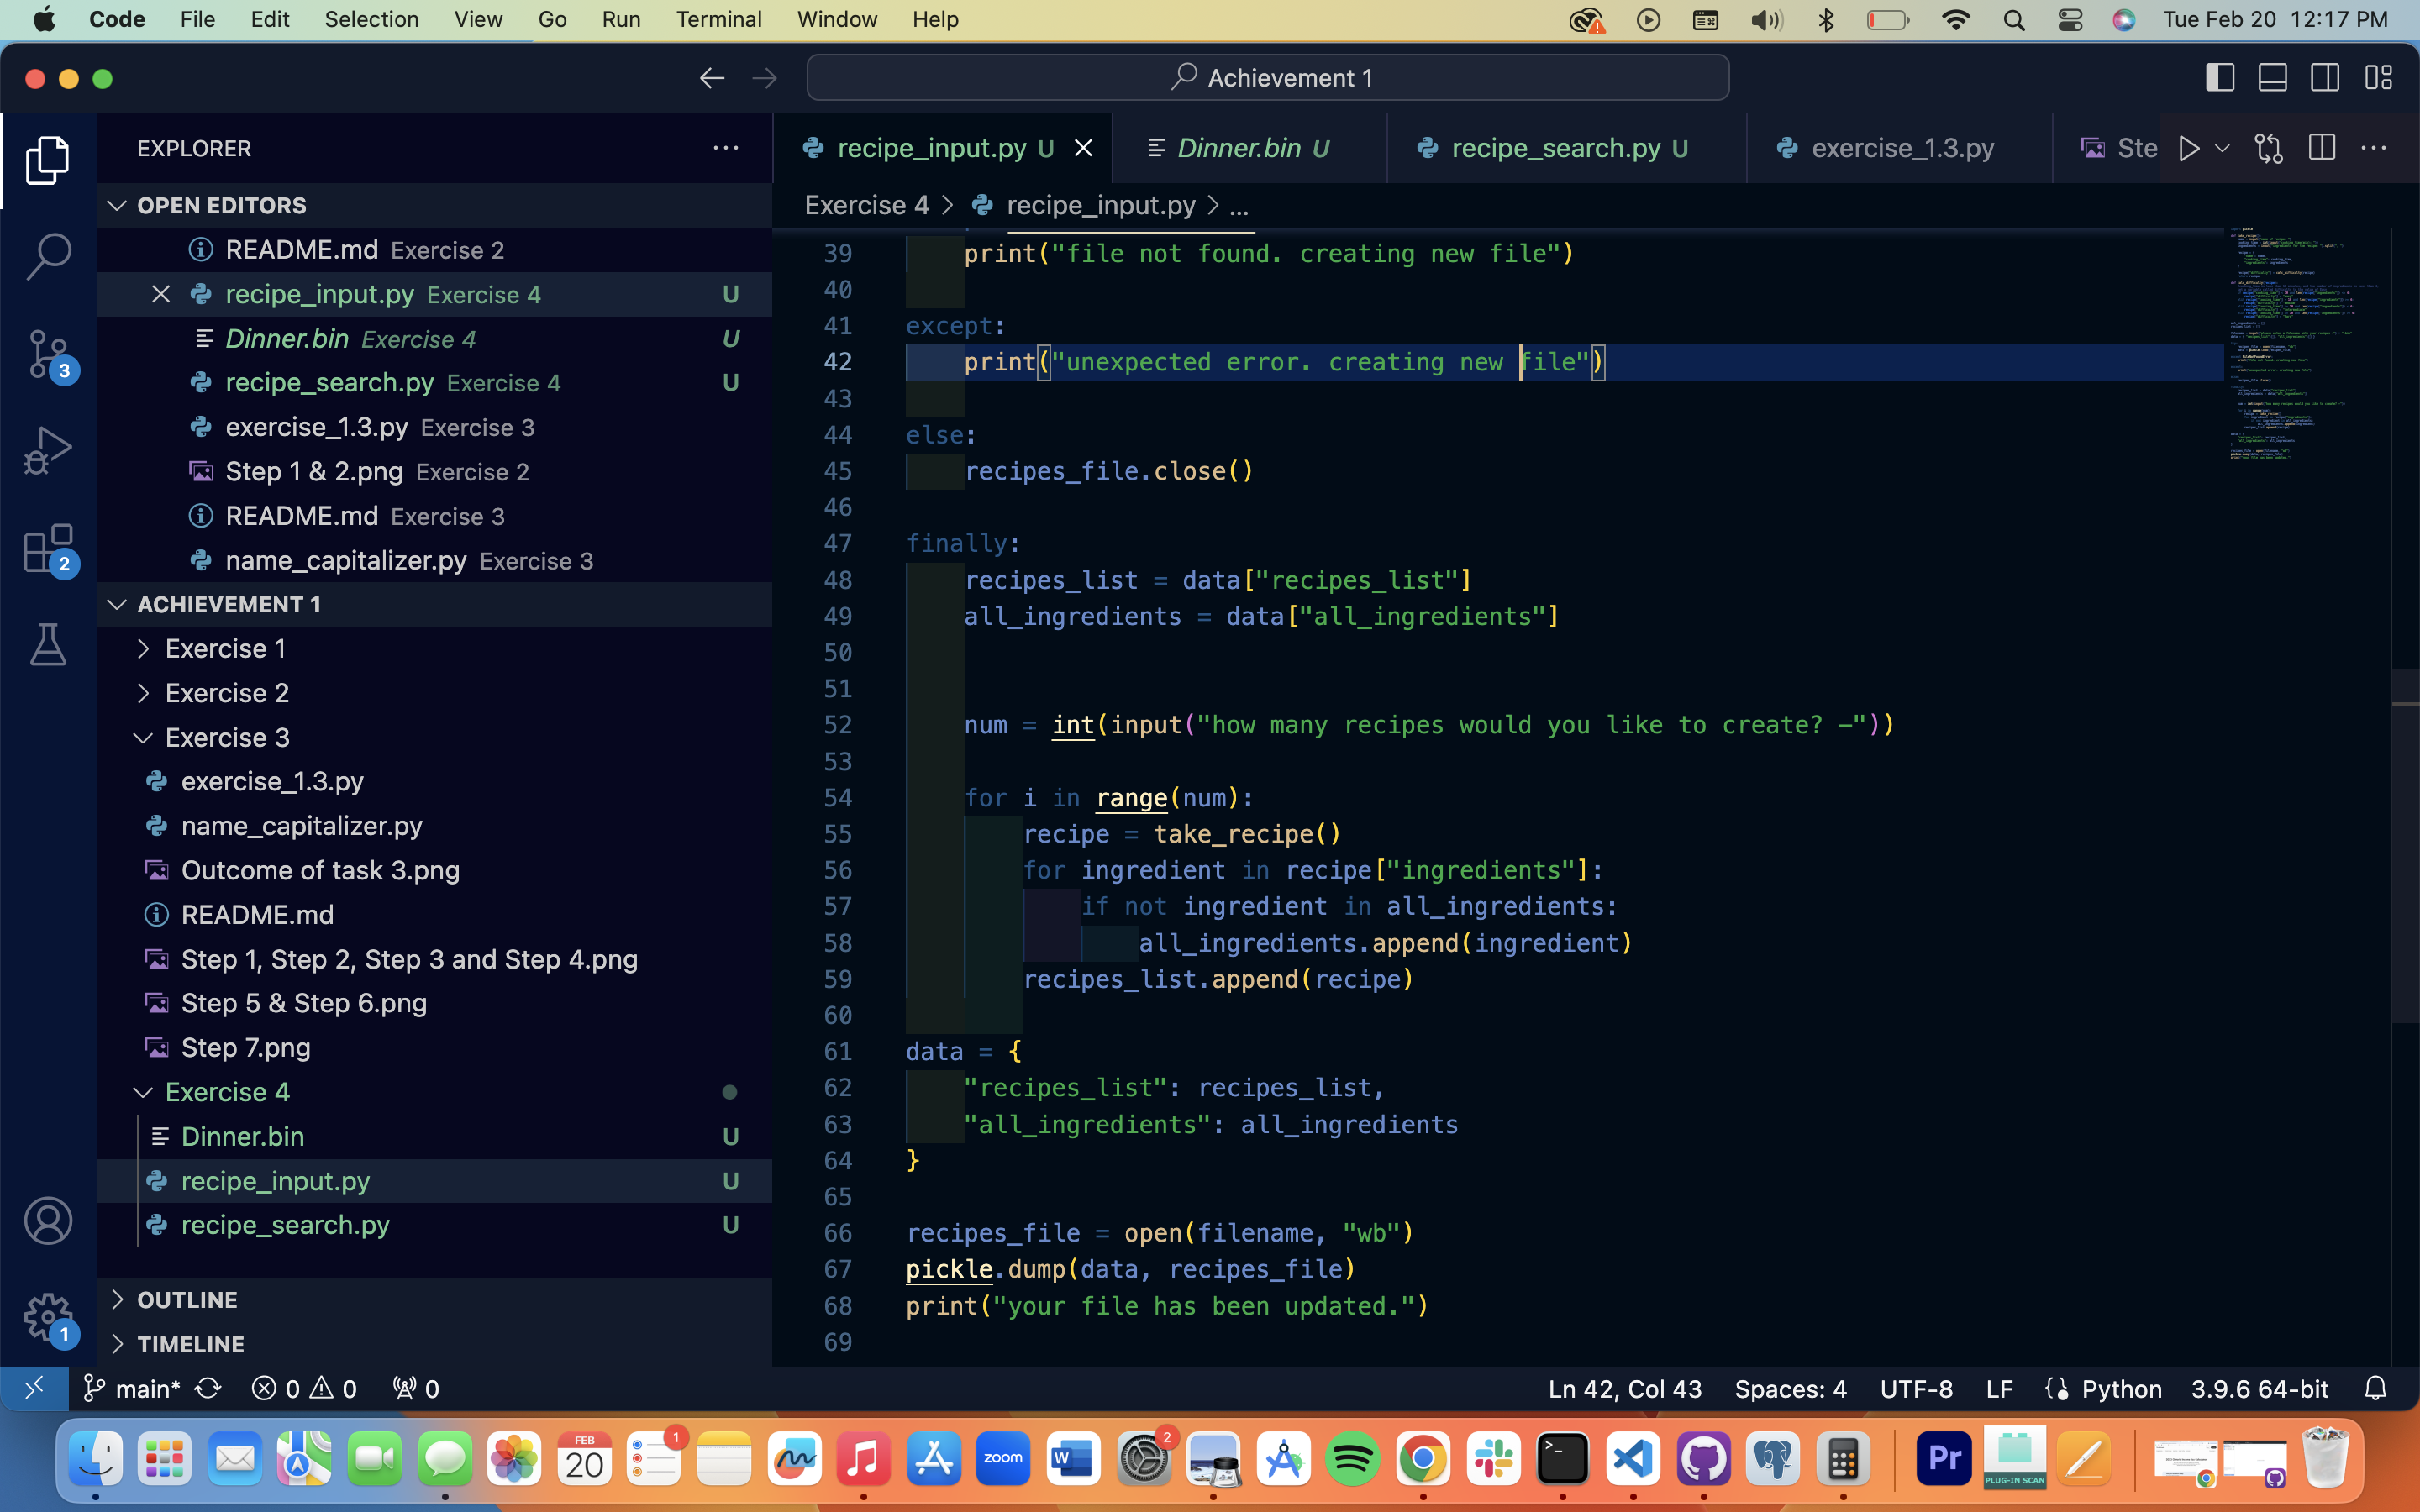 Code File Edit Selection View Go Run Terminal Window Help Tue Feb 20 12:17 PM
Achievement 1
EXPLORER
recipe_input.py U
Dinner.bin U
recipe_search.py U
exercise_1.3.py
Ste
OPEN EDITORS
Exercise 4 > recipe_input.py > ...
README.md Exercise 2
recipe_input.py Exercise 4 U
Dinner.bin Exercise 4 U
recipe_search.py Exercise 4 U
exercise_1.3.py Exercise 3
Step 1 & 2.png Exercise 2
README.md Exercise 3
name_capitalizer.py Exercise 3
ACHIEVEMENT 1
Exercise 1
Exercise 2
Exercise 3
exercise_1.3.py
name_capitalizer.py
Outcome of task 3.png
README.md
Step 1, Step 2, Step 3 and Step 4.png
Step 5 & Step 6.png
Step 7.png
Exercise 4
Dinner.bin U
recipe_input.py U
recipe_search.py U
OUTLINE
TIMELINE
3
2
1
39 print("file not found. creating new file")
40
41 except:
42 print("unexpected error. creating new file")
43
44 else:
45 recipes_file.close()
46
47 finally:
48 recipes_list = data["recipes_list"]
49 all_ingredients = data["all_ingredients"]
50
51
52 num = int(input("how many recipes would you like to create? -"))
53
54 for i in range(num):
55 recipe = take_recipe()
56 for ingredient in recipe["ingredients"]:
57 if not ingredient in all_ingredients:
58 all_ingredients.append(ingredient)
59 recipes_list.append(recipe)
60
61 data = {
62 "recipes_list": recipes_list,
63 "all_ingredients": all_ingredients
64 }
65
66 recipes_file = open(filename, "wb")
67 pickle.dump(data, recipes_file)
68 print("your file has been updated.")
69
main* 0 0 0 Ln 42, Col 43 Spaces: 4 UTF-8 LF Python 3.9.6 64-bit
FEB
20
1
zoom
W
2
Pr
PLUG-IN SCAN